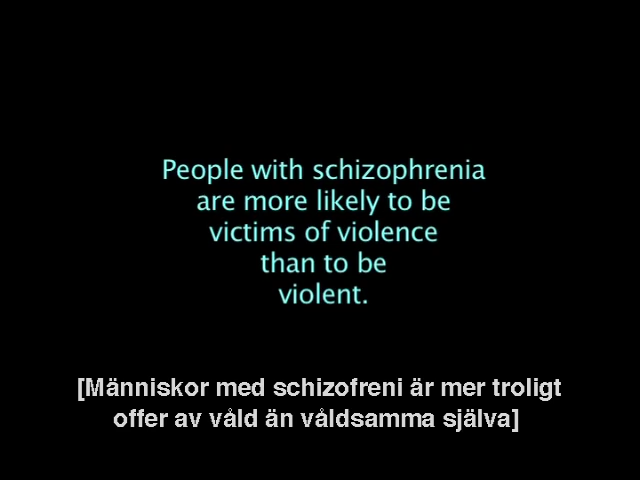 People with schizophrenia
are more likely to be
victims of violence
than to be
violent.
[Människor med schizofreni är mer troligt
offer av våld än våldsamma själva]